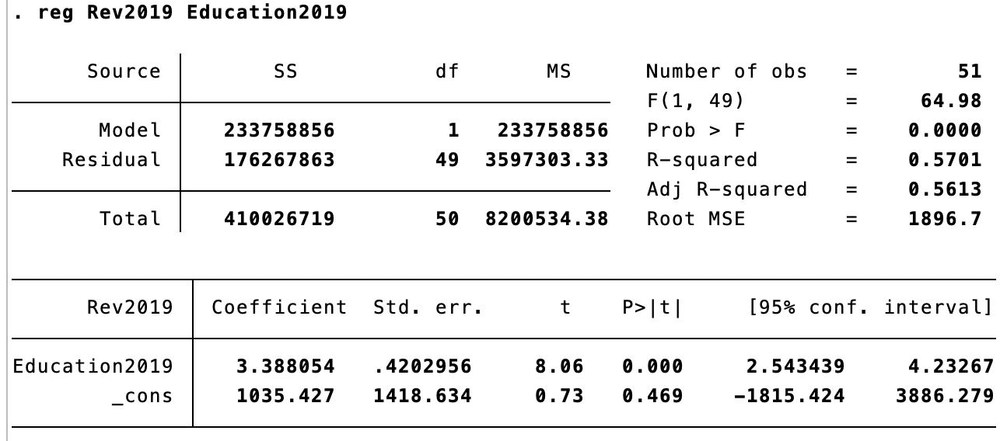 . reg Rev2019 Education2019
Source SS df MS Number of obs = 51
F(1, 49) = 64.98
Model 233758856 1 233758856 Prob > F = 0.0000
Residual 176267863 49 3597303.33 R-squared = 0.5701
Adj R-squared = 0.5613
Total 410026719 50 8200534.38 Root MSE = 1896.7
Rev2019 Coefficient Std. err. t P>|t| [95% conf. interval]
Education2019 3.388054 .4202956 8.06 0.000 2.543439 4.23267
_cons 1035.427 1418.634 0.73 0.469 -1815.424 3886.279